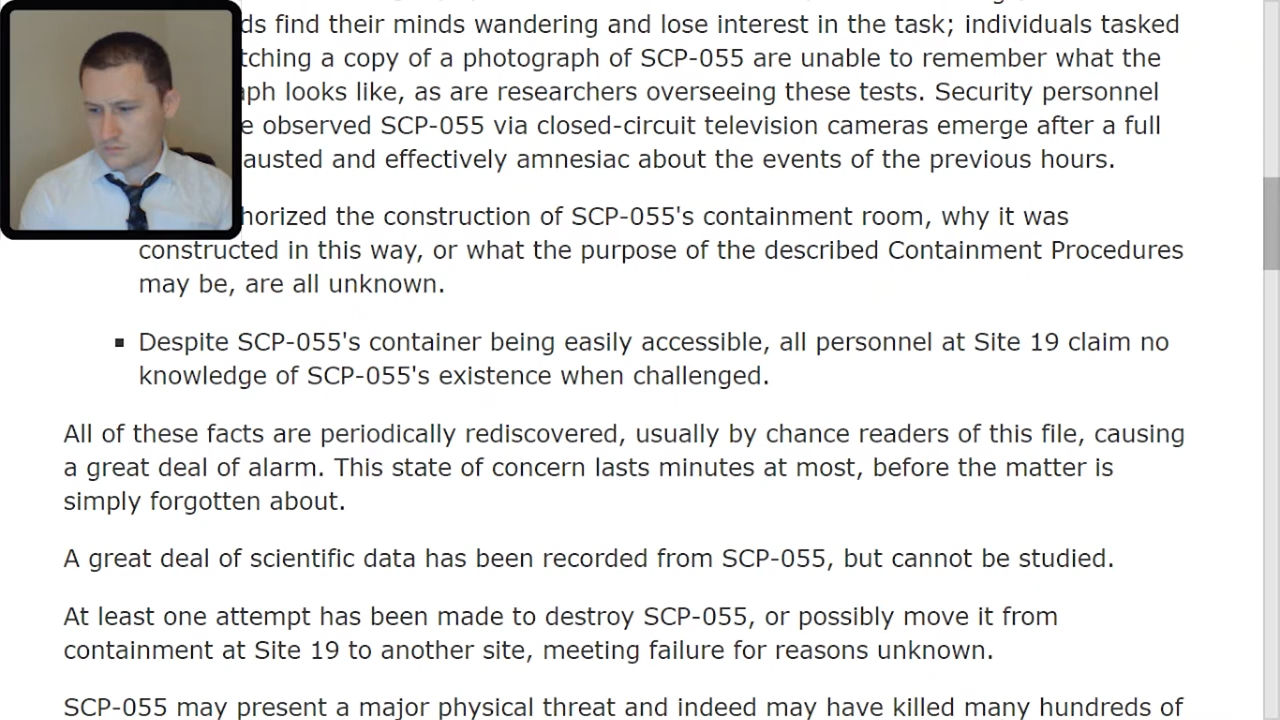 ds find their minds wandering and lose interest in the task; individuals tasked
tching a copy of a photograph of SCP-055 are unable to remember what the
aph looks like, as are researchers overseeing these tests. Security personnel
e observed SCP-055 via closed-circuit television cameras emerge after a full
austed and effectively amnesiac about the events of the previous hours.
horized the construction of SCP-055's containment room, why it was
constructed in this way, or what the purpose of the described Containment Procedures
may be, are all unknown.
▪ Despite SCP-055's container being easily accessible, all personnel at Site 19 claim no
knowledge of SCP-055's existence when challenged.
All of these facts are periodically rediscovered, usually by chance readers of this file, causing
a great deal of alarm. This state of concern lasts minutes at most, before the matter is
simply forgotten about.
A great deal of scientific data has been recorded from SCP-055, but cannot be studied.
At least one attempt has been made to destroy SCP-055, or possibly move it from
containment at Site 19 to another site, meeting failure for reasons unknown.
SCP-055 may present a major physical threat and indeed may have killed many hundreds of